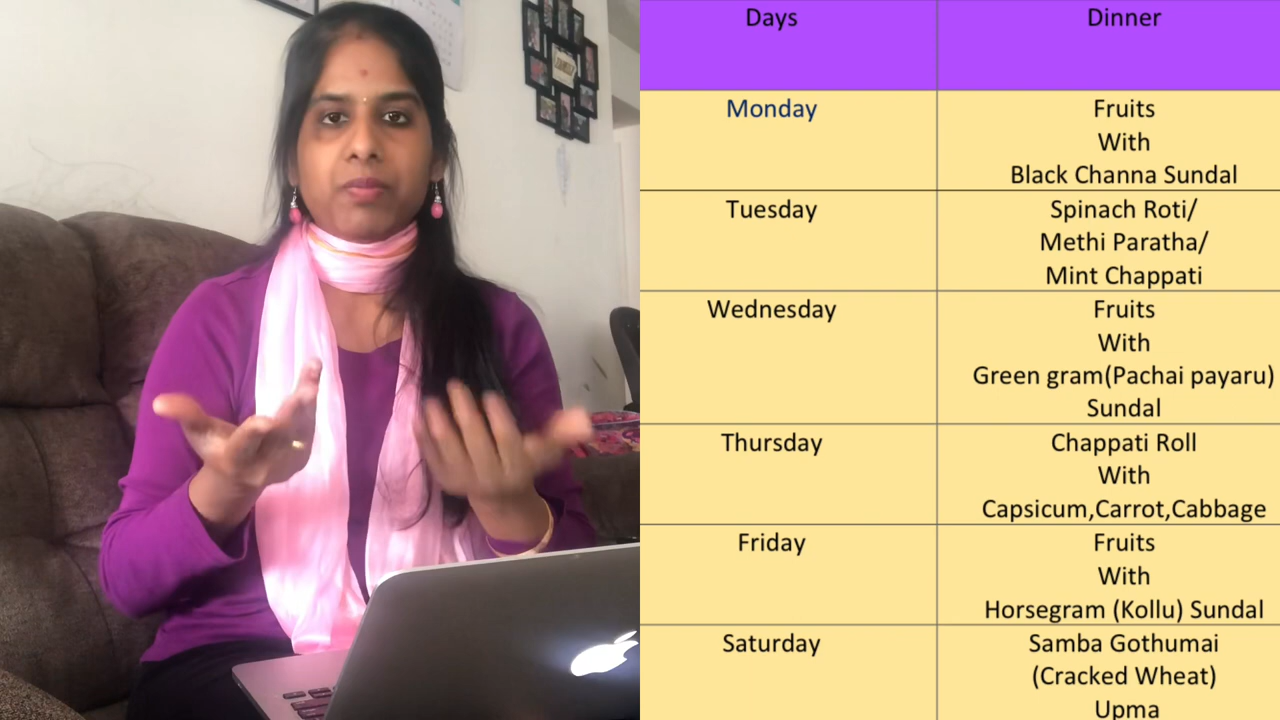 Days
Dinner
Monday
Fruits
With
Black Channa Sundal
Tuesday
Spinach Roti/
Methi Paratha/
Mint Chappati
Wednesday
Fruits
With
Green gram(Pachai payaru)
Sundal
Thursday
Chappati Roll
With
Capsicum,Carrot,Cabbage
Friday
Fruits
With
Horsegram (Kollu) Sundal
Saturday
Samba Gothumai
(Cracked Wheat)
Upma